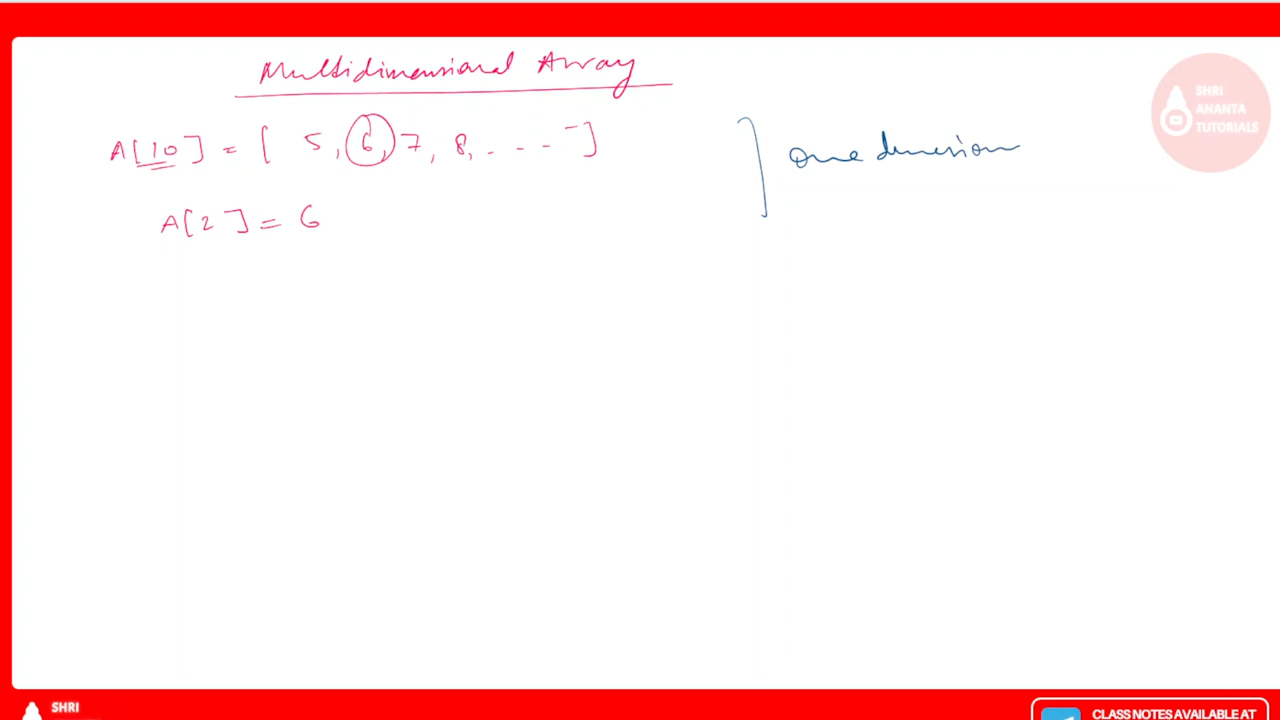 Multidimensional Array
A[10] = [ 5, 6, 7, 8, - - - - ]
one dimension
A[2] = 6
SHRI
ANANTA
TUTORIALS
SHRI
CLASS NOTES AVAILABLE AT